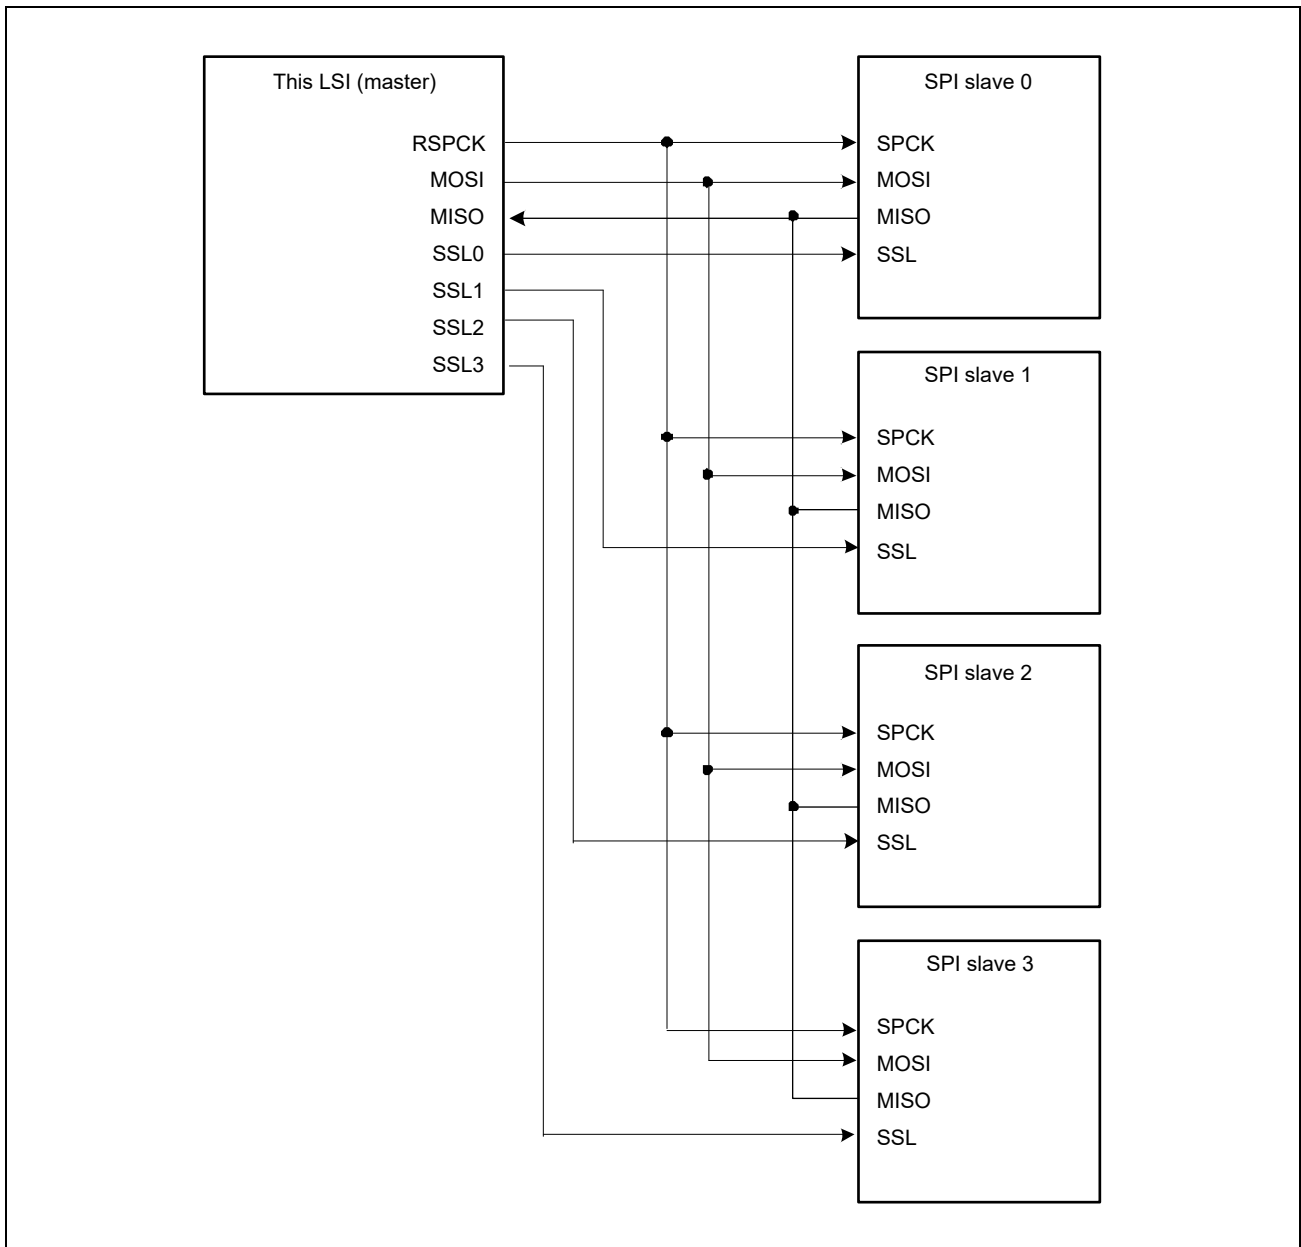 This LSI (master)
RSPCK
MOSI
MISO
SSL0
SSL1
SSL2
SSL3
SPI slave 0
SPCK
MOSI
MISO
SSL
SPI slave 1
SPCK
MOSI
MISO
SSL
SPI slave 2
SPCK
MOSI
MISO
SSL
SPI slave 3
SPCK
MOSI
MISO
SSL